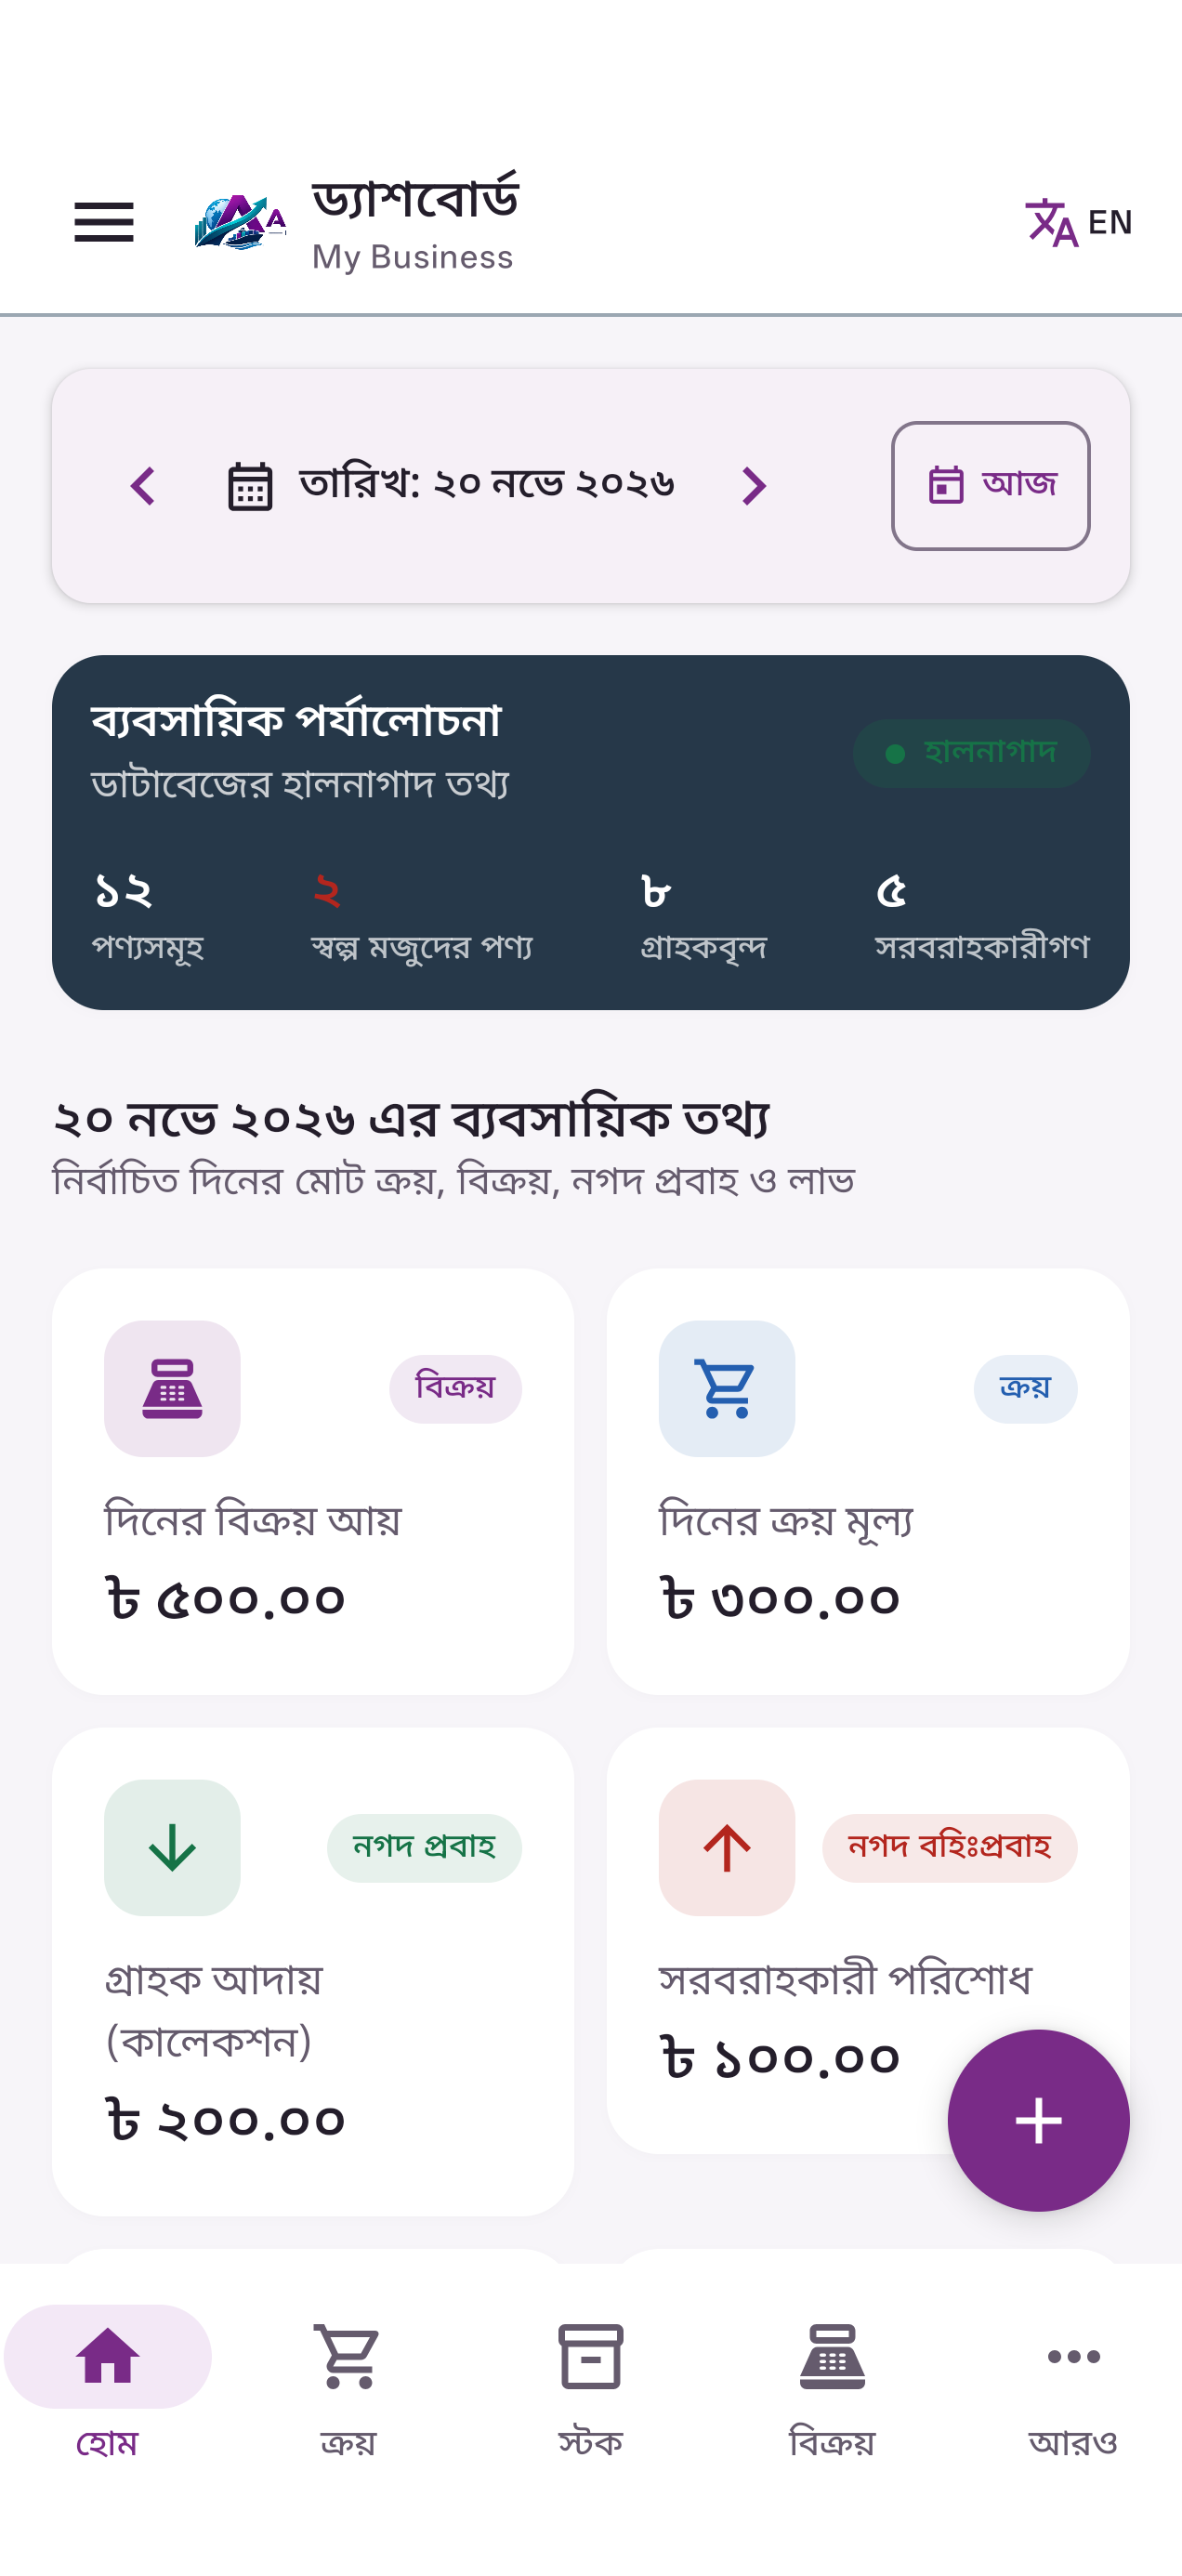 ড্যাশবোর্ড
My Business
EN
তারিখ: ২০ নভে ২০২৬
আজ
ব্যবসায়িক পর্যালোচনা
ডাটাবেজের হালনাগাদ তথ্য
হালনাগাদ
১২ ২ ৮ ৫
পণ্যসমূহ স্বল্প মজুদের পণ্য গ্রাহকবৃন্দ সরবরাহকারীগণ
২০ নভে ২০২৬ এর ব্যবসায়িক তথ্য
নির্বাচিত দিনের মোট ক্রয়, বিক্রয়, নগদ প্রবাহ ও লাভ
বিক্রয়
দিনের বিক্রয় আয়
৳ ৫০০.০০
ক্রয়
দিনের ক্রয় মূল্য
৳ ৩০০.০০
নগদ প্রবাহ
গ্রাহক আদায়
(কালেকশন)
৳ ২০০.০০
নগদ বহিঃপ্রবাহ
সরবরাহকারী পরিশোধ
৳ ১০০.০০
হোম ক্রয় স্টক বিক্রয় আরও